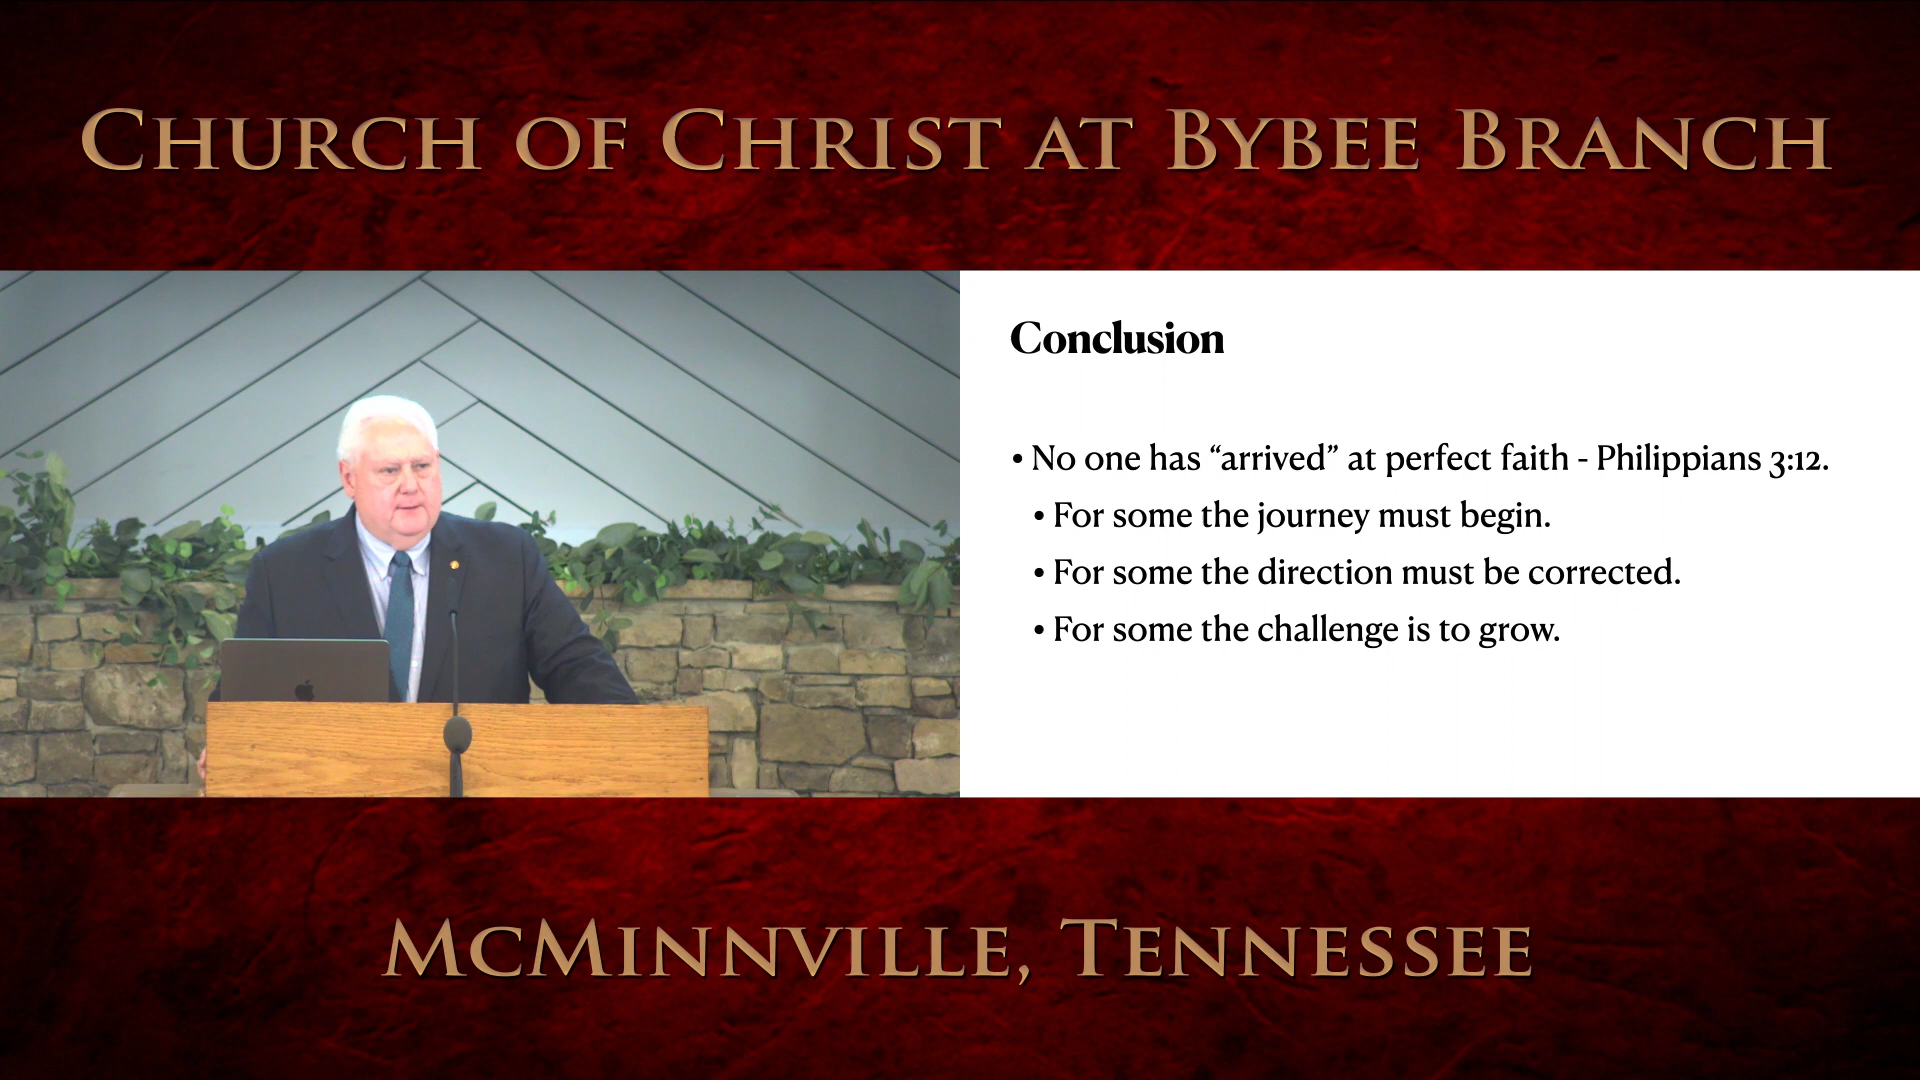 Church of Christ at Bybee Branch
Conclusion
• No one has “arrived” at perfect faith - Philippians 3:12.
• For some the journey must begin.
• For some the direction must be corrected.
• For some the challenge is to grow.
McMinnville, Tennessee